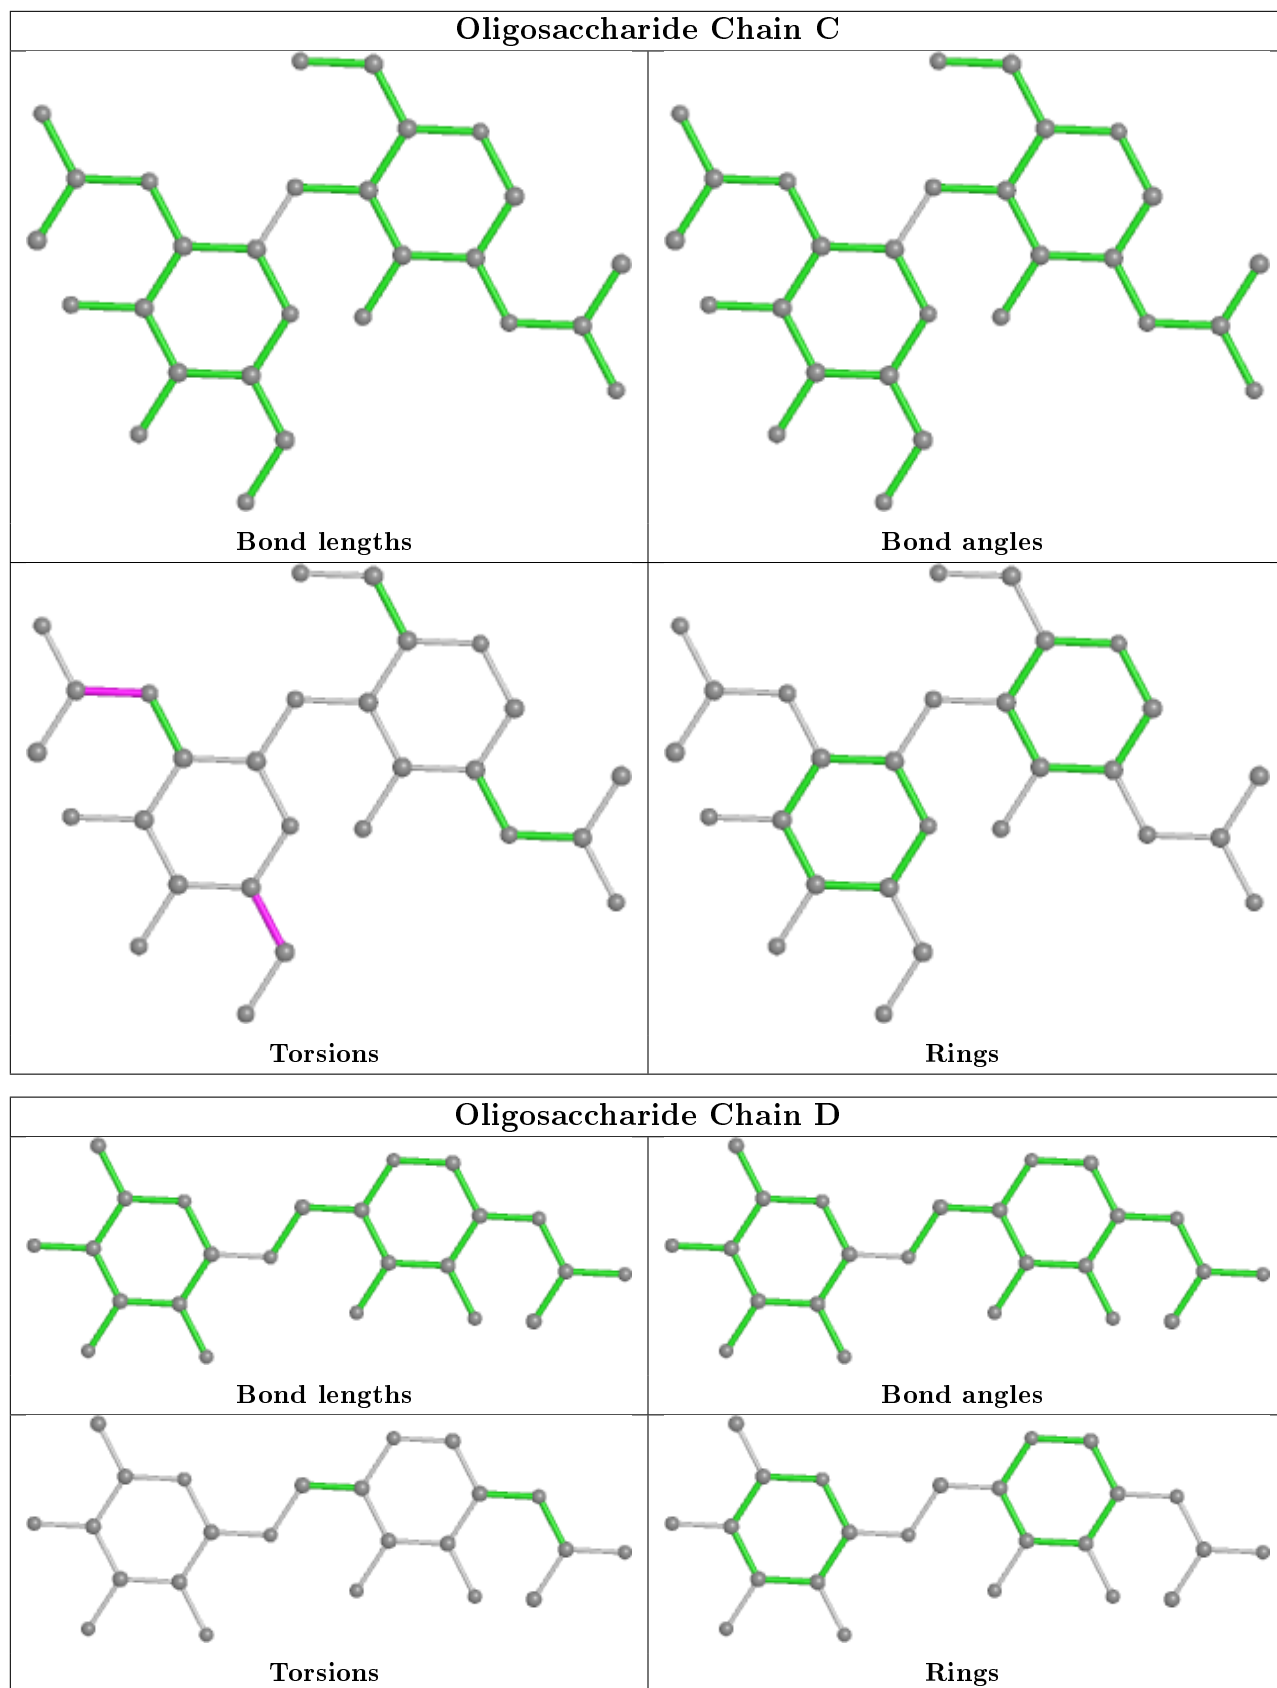 Oligosaccharide Chain C
Bond lengths
Bond angles
Torsions
Rings
Oligosaccharide Chain D
Bond lengths
Bond angles
Torsions
Rings